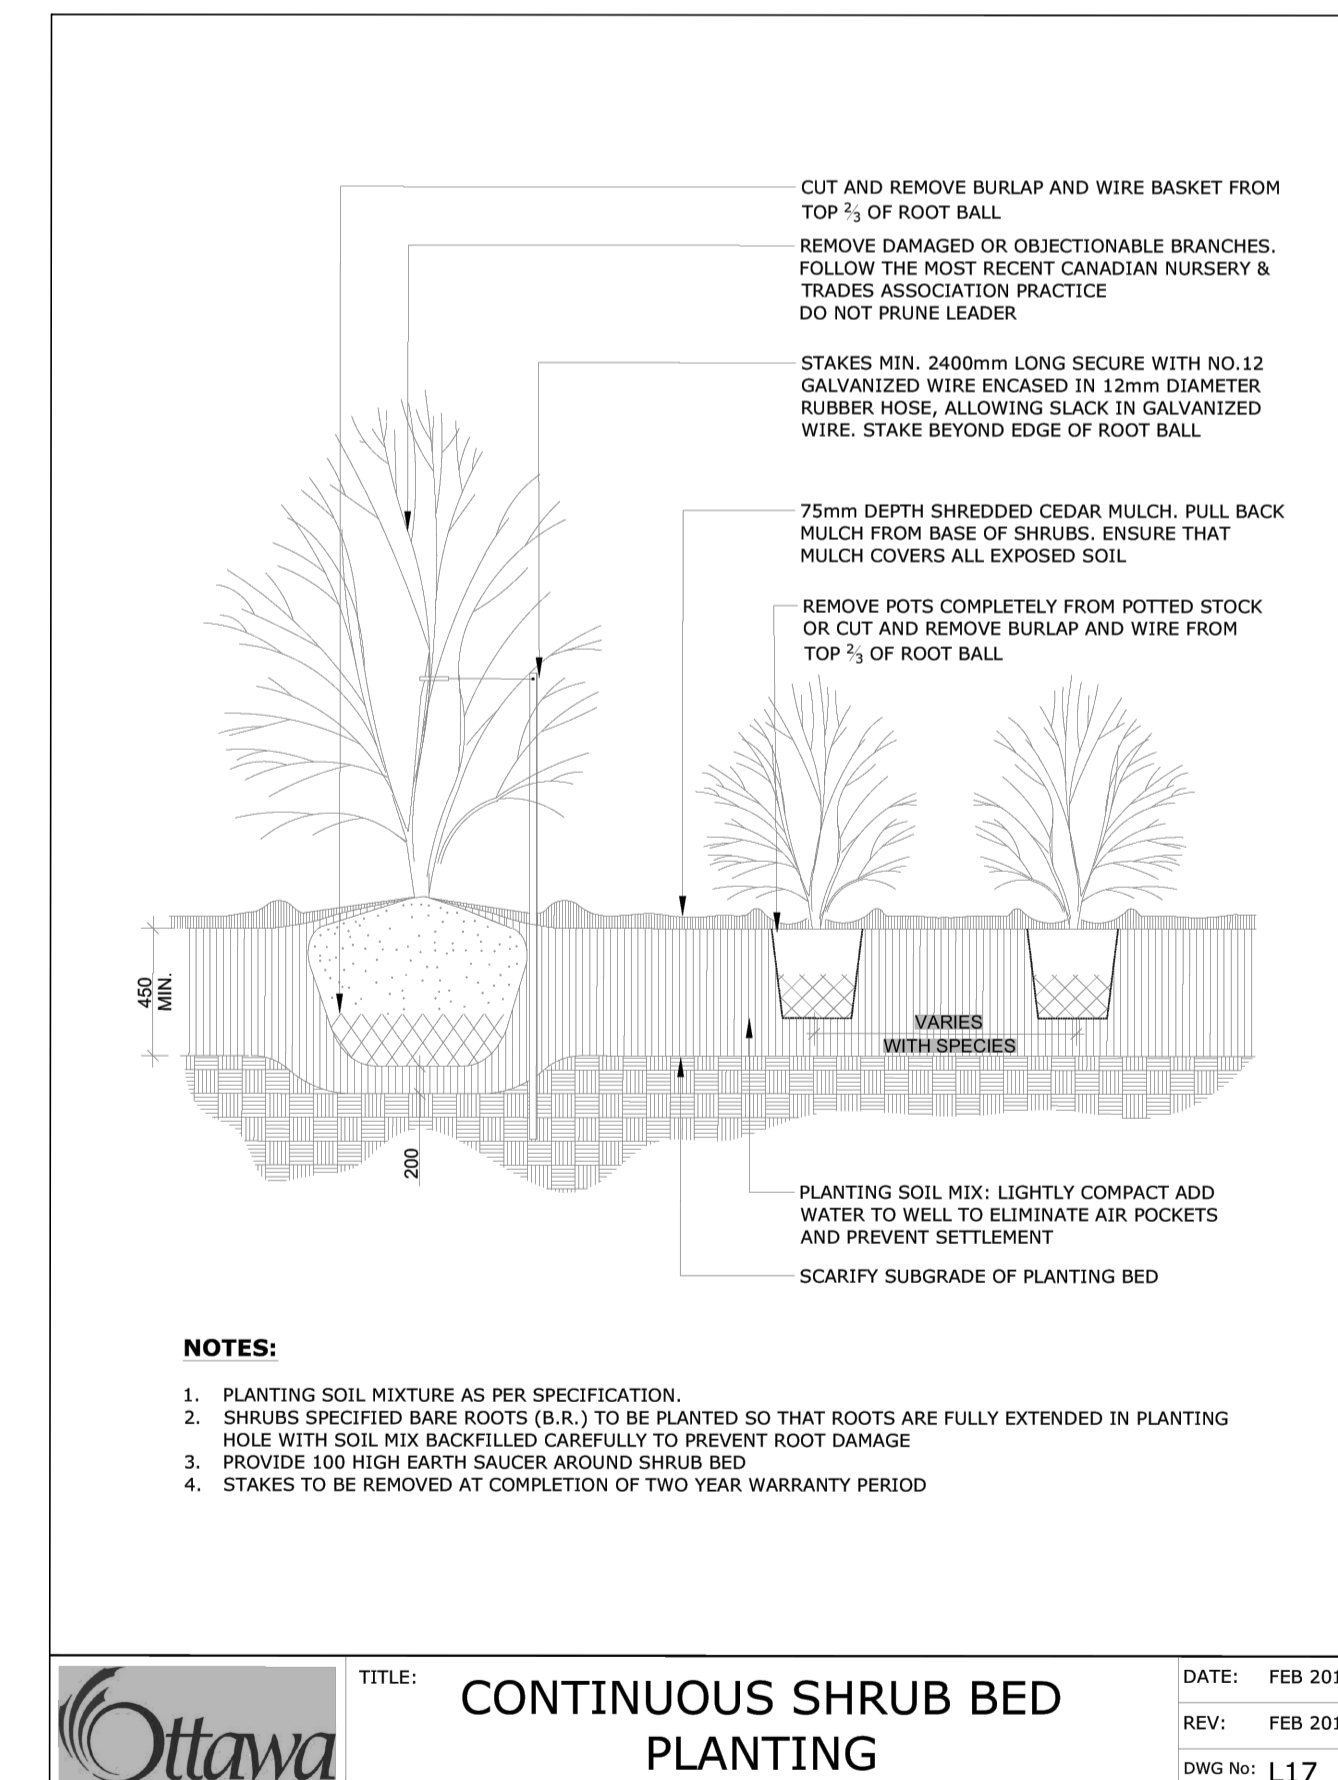 CUT AND REMOVE BURLAP AND WIRE BASKET FROM
TOP ⅔ OF ROOT BALL
REMOVE DAMAGED OR OBJECTIONABLE BRANCHES.
FOLLOW THE MOST RECENT CANADIAN NURSERY &
TRADES ASSOCIATION PRACTICE
DO NOT PRUNE LEADER
STAKES MIN. 2400mm LONG SECURE WITH NO.12
GALVANIZED WIRE ENCASED IN 12mm DIAMETER
RUBBER HOSE, ALLOWING SLACK IN GALVANIZED
WIRE. STAKE BEYOND EDGE OF ROOT BALL
75mm DEPTH SHREDDED CEDAR MULCH. PULL BACK
MULCH FROM BASE OF SHRUBS. ENSURE THAT
MULCH COVERS ALL EXPOSED SOIL
REMOVE POTS COMPLETELY FROM POTTED STOCK
OR CUT AND REMOVE BURLAP AND WIRE FROM
TOP ⅔ OF ROOT BALL
450
MIN.
VARIES
WITH SPECIES
200
PLANTING SOIL MIX: LIGHTLY COMPACT ADD
WATER TO WELL TO ELIMINATE AIR POCKETS
AND PREVENT SETTLEMENT
SCARIFY SUBGRADE OF PLANTING BED
NOTES:
1. PLANTING SOIL MIXTURE AS PER SPECIFICATION.
2. SHRUBS SPECIFIED BARE ROOTS (B.R.) TO BE PLANTED SO THAT ROOTS ARE FULLY EXTENDED IN PLANTING
HOLE WITH SOIL MIX BACKFILLED CAREFULLY TO PREVENT ROOT DAMAGE
3. PROVIDE 100 HIGH EARTH SAUCER AROUND SHRUB BED
4. STAKES TO BE REMOVED AT COMPLETION OF TWO YEAR WARRANTY PERIOD
Ottawa
TITLE:
CONTINUOUS SHRUB BED
PLANTING
DATE: FEB 201
REV: FEB 201
DWG No: L17